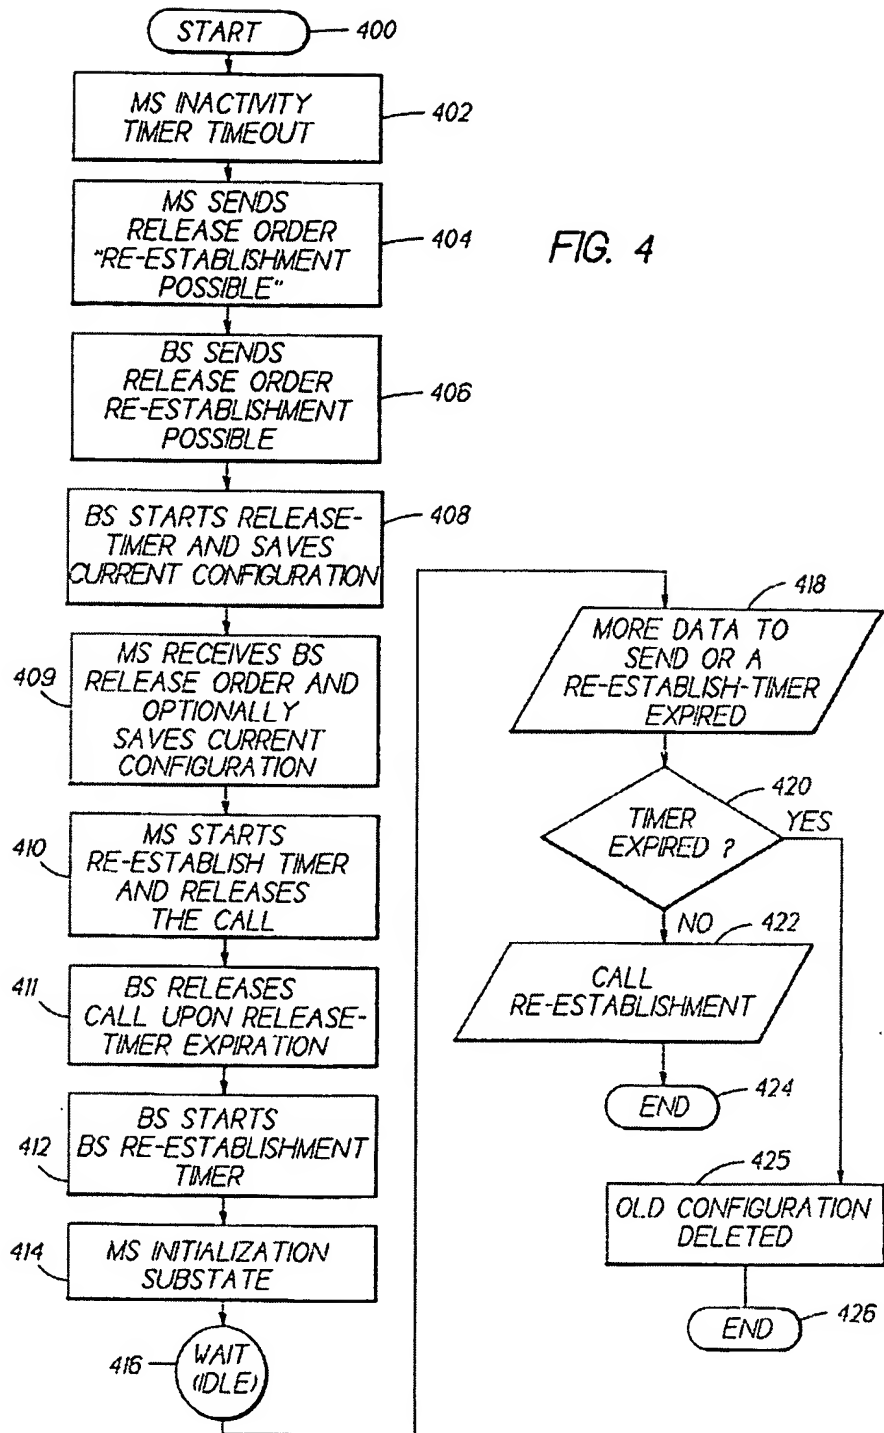 START
400
MS INACTIVITY
TIMER TIMEOUT
402
MS SENDS
RELEASE ORDER
"RE-ESTABLISHMENT
POSSIBLE"
404
FIG. 4
BS SENDS
RELEASE ORDER
RE-ESTABLISHMENT
POSSIBLE
406
BS STARTS RELEASE-
TIMER AND SAVES
CURRENT CONFIGURATION
408
MS RECEIVES BS
RELEASE ORDER AND
OPTIONALLY
SAVES CURRENT
CONFIGURATION
409
MS STARTS
RE-ESTABLISH TIMER
AND RELEASES
THE CALL
410
BS RELEASES
CALL UPON RELEASE-
TIMER EXPIRATION
411
BS STARTS
BS RE-ESTABLISHMENT
TIMER
412
MS INITIALIZATION
SUBSTATE
414
WAIT
(IDLE)
416
418
MORE DATA TO
SEND OR A
RE-ESTABLISH-TIMER
EXPIRED
420
TIMER
EXPIRED ?
YES
NO
422
CALL
RE-ESTABLISHMENT
END
424
425
OLD CONFIGURATION
DELETED
END
426